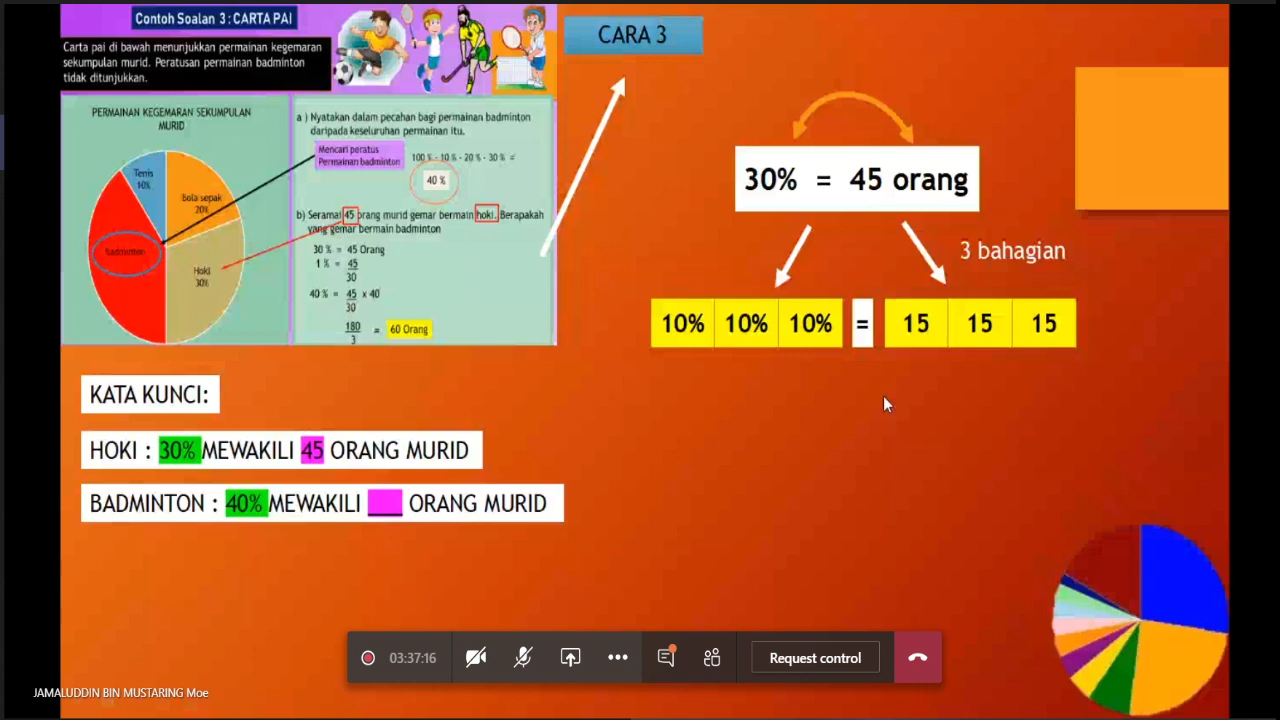 Contoh Soalan 3 : CARTA PAI
Carta pai di bawah menunjukkan permainan kegemaran
sekumpulan murid. Peratusan permainan badminton
tidak ditunjukkan.
PERMAINAN KEGEMARAN SEKUMPULAN
MURID
Tenis
10%
Bola sepak
20%
Badminton
Hoki
30%
a ) Nyatakan dalam pecahan bagi permainan badminton
daripada keseluruhan permainan itu.
Mencari peratus
Permainan badminton
100 % - 10 % - 20 % - 30 % =
40 %
b) Seramai 45 orang murid gemar bermain hoki. Berapakah
yang gemar bermain badminton
30 % = 45 Orang
1 % = 45
30
40 % = 45 x 40
30
180 = 60 Orang
3
CARA 3
30% = 45 orang
3 bahagian
10% 10% 10% = 15 15 15
KATA KUNCI:
HOKI : 30% MEWAKILI 45 ORANG MURID
BADMINTON : 40% MEWAKILI ___ ORANG MURID
03:37:16
Request control
JAMALUDDIN BIN MUSTARING Moe